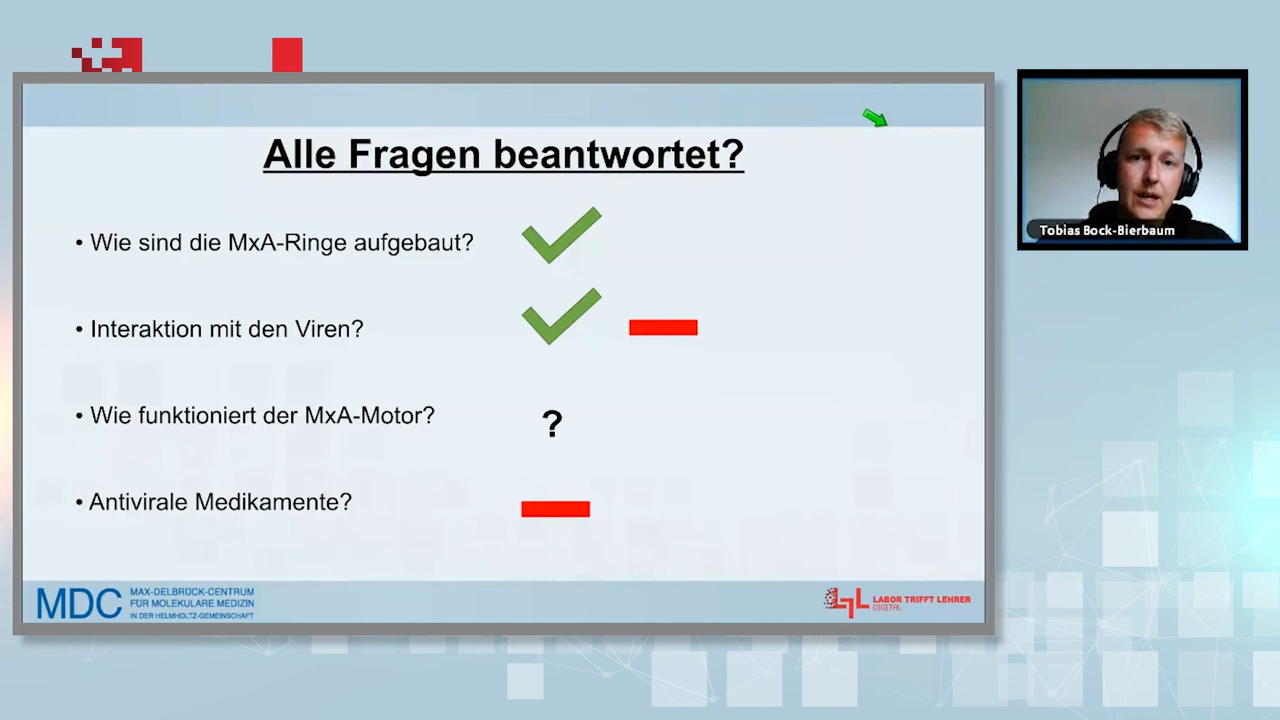 Alle Fragen beantwortet?
• Wie sind die MxA-Ringe aufgebaut?
• Interaktion mit den Viren?
• Wie funktioniert der MxA-Motor?
?
• Antivirale Medikamente?
MDC
MAX-DELBRÜCK-CENTRUM
FÜR MOLEKULARE MEDIZIN
IN DER HELMHOLTZ-GEMEINSCHAFT
LTL
LABOR TRIFFT LEHRER
DIGITAL
Tobias Bock-Bierbaum